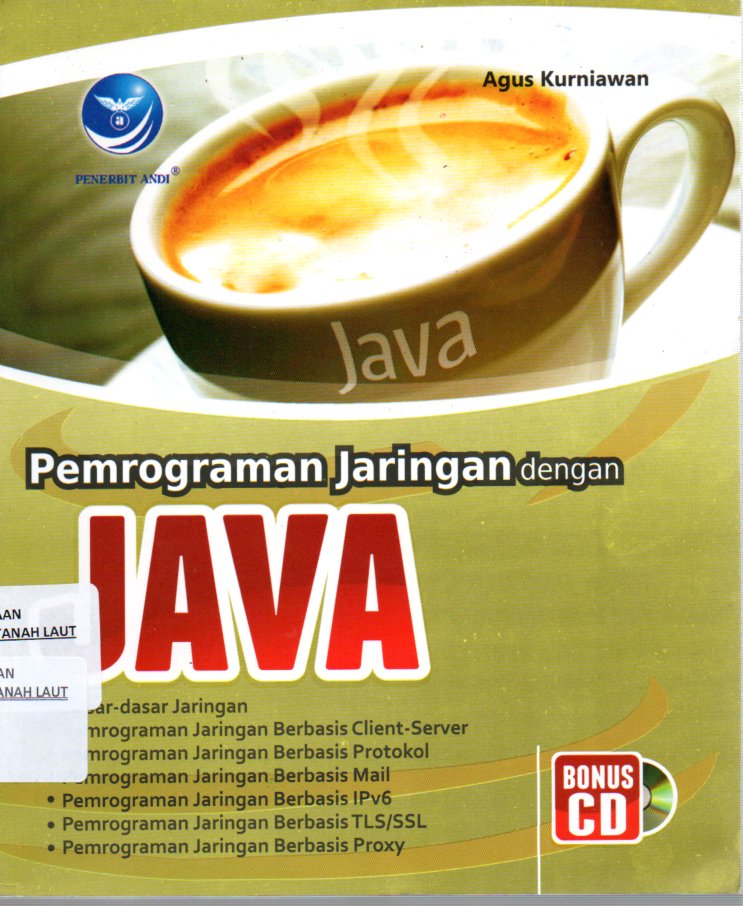 Agus Kurniawan
a
PENERBIT ANDI®
Java
Pemrograman Jaringan dengan
JAVA
AAN
TANAH LAUT
AN
ANAH LAUT
sar-dasar Jaringan
mrograman Jaringan Berbasis Client-Server
mrograman Jaringan Berbasis Protokol
Pemrograman Jaringan Berbasis Mail
• Pemrograman Jaringan Berbasis IPv6
• Pemrograman Jaringan Berbasis TLS/SSL
• Pemrograman Jaringan Berbasis Proxy
BONUS
CD